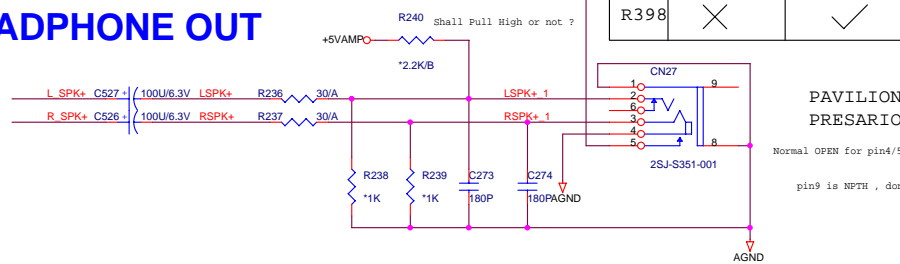 ADPHONE OUT
R240
Shall Pull High or not ?
+5VAMP
*2.2K/B
R398
CN27
L_SPK+ C527 + 100U/6.3V LSPK+ R236 30/A LSPK+_1
R_SPK+ C526 + 100U/6.3V RSPK+ R237 30/A RSPK+_1
1
2
6
3
4
5
9
8
2SJ-S351-001
PAVILION
PRESARIO
Normal OPEN for pin4/5
pin9 is NPTH , don
R238
*1K
R239
*1K
C273
180P
C274
180P
AGND
AGND